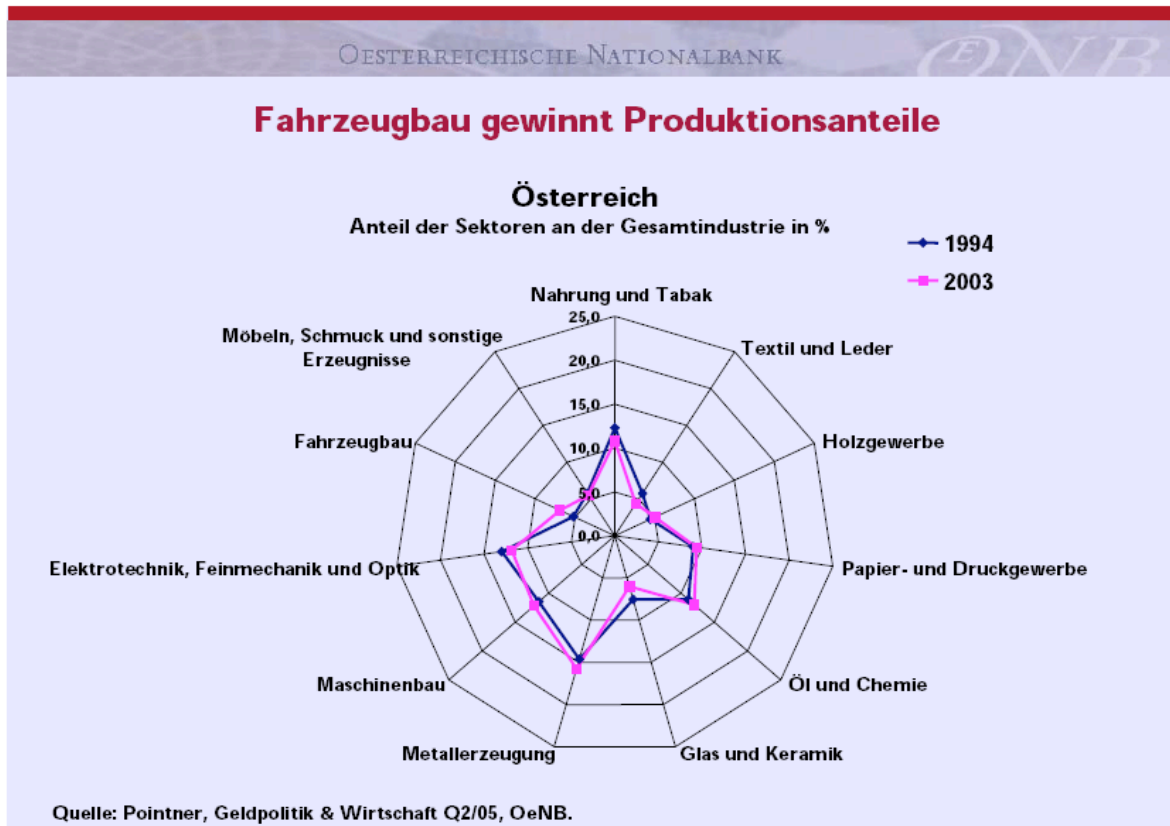 OESTERREICHISCHE NATIONALBANK
OENB
Fahrzeugbau gewinnt Produktionsanteile
Österreich
Anteil der Sektoren an der Gesamtindustrie in %
1994
2003
Nahrung und Tabak
Textil und Leder
Holzgewerbe
Papier- und Druckgewerbe
Öl und Chemie
Glas und Keramik
Metallerzeugung
Maschinenbau
Elektrotechnik, Feinmechanik und Optik
Fahrzeugbau
Möbeln, Schmuck und sonstige
Erzeugnisse
25,0
20,0
15,0
10,0
5,0
0,0
Quelle: Pointner, Geldpolitik & Wirtschaft Q2/05, OeNB.